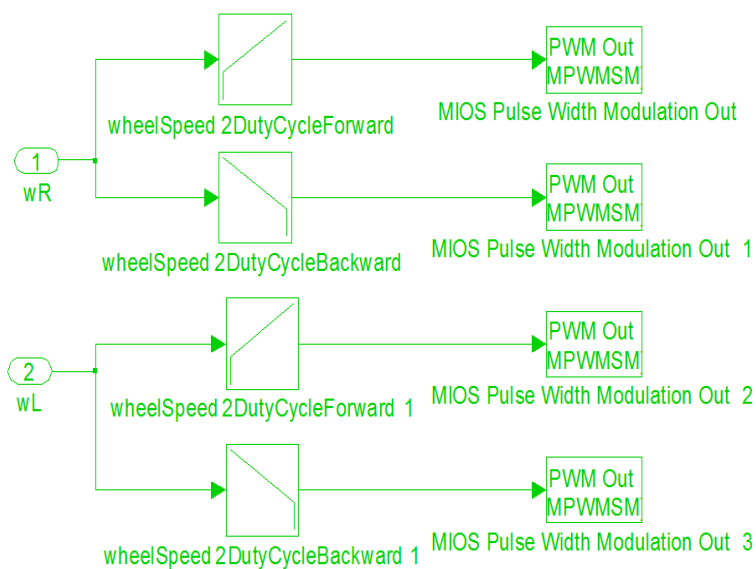 PWM Out
MPWMSM
wheelSpeed 2DutyCycleForward
MIOS Pulse Width Modulation Out
1
wR
PWM Out
MPWMSM
wheelSpeed 2DutyCycleBackward
MIOS Pulse Width Modulation Out 1
PWM Out
MPWMSM
2
wL
wheelSpeed 2DutyCycleForward 1
MIOS Pulse Width Modulation Out 2
PWM Out
MPWMSM
wheelSpeed 2DutyCycleBackward 1
MIOS Pulse Width Modulation Out 3